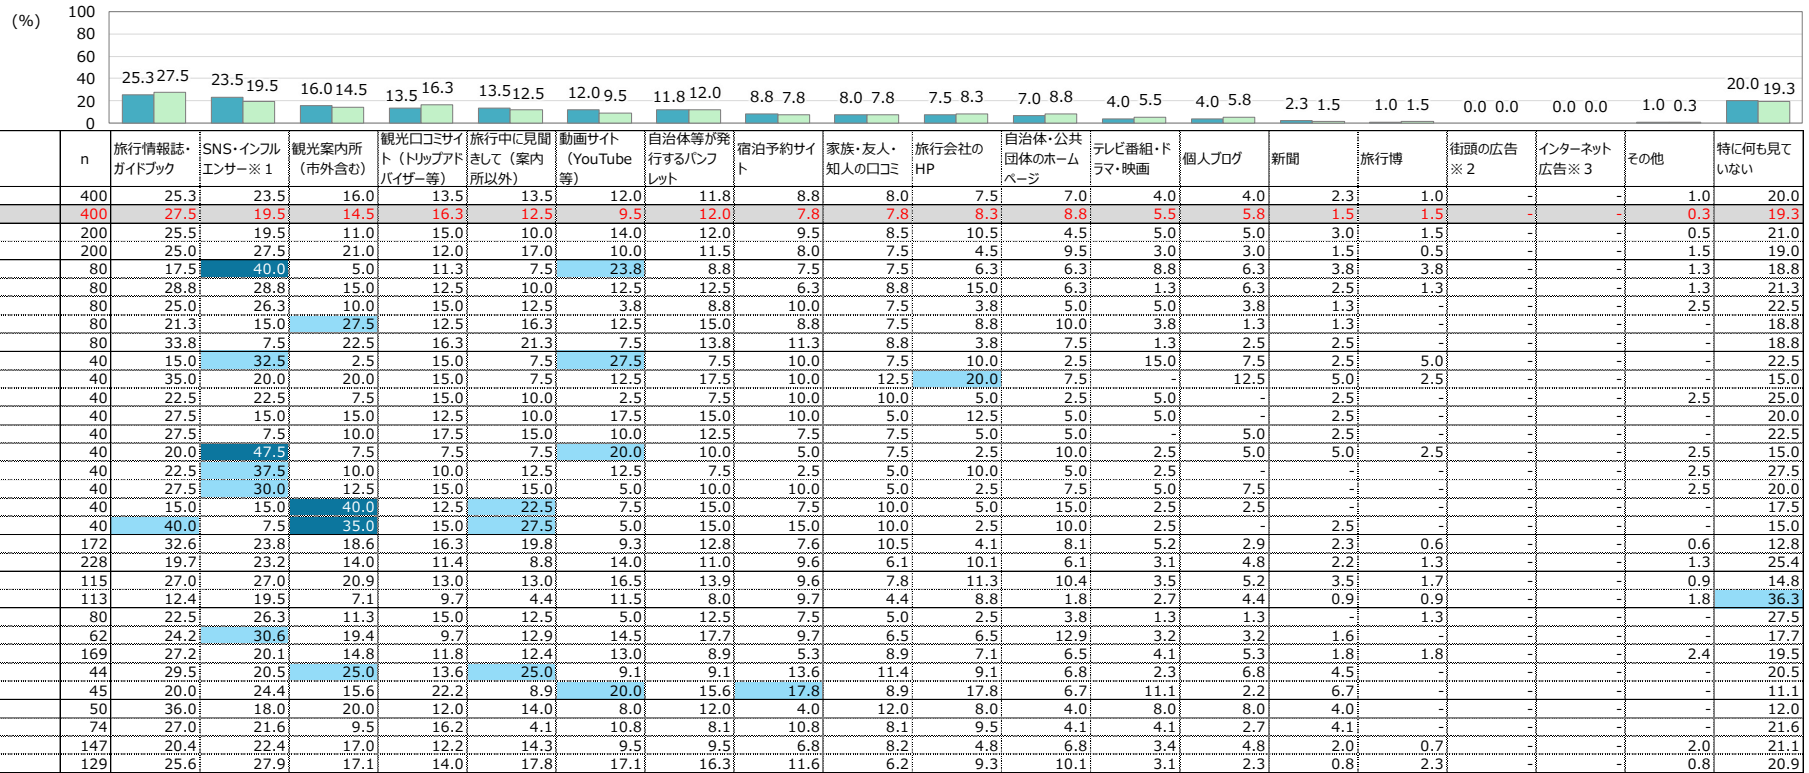 (%)
100
80
60
40
20
0
25.3 27.5 23.5 19.5 16.0 14.5 13.5 16.3 13.5 12.5 12.0 9.5 11.8 12.0 8.8 7.8 8.0 7.8 7.5 8.3 7.0 8.8 4.0 5.5 4.0 5.8 2.3 1.5 1.0 1.5 0.0 0.0 0.0 0.0 1.0 0.3 20.0 19.3
n
旅行情報誌・
ガイドブック
SNS・インフル
エンサー※1
観光案内所
(市外含む)
観光口コミサイ
ト(トリップアド
バイザー等)
旅行中に見聞
きして(案内
所以外)
動画サイト
(YouTube
等)
自治体等が発
行するパンフ
レット
宿泊予約サイ
ト
家族・友人・
知人の口コミ
旅行会社の
HP
自治体・公共
団体のホーム
ページ
テレビ番組・ド
ラマ・映画
個人ブログ
新聞
旅行博
街頭の広告
※2
インターネット
広告※3
その他
特に何も見て
いない
400 25.3 23.5 16.0 13.5 13.5 12.0 11.8 8.8 8.0 7.5 7.0 4.0 4.0 2.3 1.0 - - 1.0 20.0
400 27.5 19.5 14.5 16.3 12.5 9.5 12.0 7.8 7.8 8.3 8.8 5.5 5.8 1.5 1.5 - - 0.3 19.3
200 25.5 19.5 11.0 15.0 10.0 14.0 12.0 9.5 8.5 10.5 4.5 5.0 5.0 3.0 1.5 - - 0.5 21.0
200 25.0 27.5 21.0 12.0 17.0 10.0 11.5 8.0 7.5 4.5 9.5 3.0 3.0 1.5 0.5 - - 1.5 19.0
80 17.5 40.0 5.0 11.3 7.5 23.8 8.8 7.5 7.5 6.3 6.3 8.8 6.3 3.8 3.8 - - 1.3 18.8
80 28.8 28.8 15.0 12.5 10.0 12.5 12.5 6.3 8.8 15.0 6.3 1.3 6.3 2.5 1.3 - - 1.3 21.3
80 25.0 26.3 10.0 15.0 12.5 3.8 8.8 10.0 7.5 3.8 5.0 5.0 3.8 1.3 - - - 2.5 22.5
80 21.3 15.0 27.5 12.5 16.3 12.5 15.0 8.8 7.5 8.8 10.0 3.8 1.3 1.3 - - - - 18.8
80 33.8 7.5 22.5 16.3 21.3 7.5 13.8 11.3 8.8 3.8 7.5 1.3 2.5 2.5 - - - - 18.8
40 15.0 32.5 2.5 15.0 7.5 27.5 7.5 10.0 7.5 10.0 2.5 15.0 7.5 2.5 5.0 - - - 22.5
40 35.0 20.0 20.0 15.0 7.5 12.5 17.5 10.0 12.5 20.0 7.5 - 12.5 5.0 2.5 - - - 15.0
40 22.5 22.5 7.5 15.0 10.0 2.5 7.5 10.0 10.0 5.0 2.5 5.0 - 2.5 - - - 2.5 25.0
40 27.5 15.0 15.0 12.5 10.0 17.5 15.0 10.0 5.0 12.5 5.0 5.0 - 2.5 - - - - 20.0
40 27.5 7.5 10.0 17.5 15.0 10.0 12.5 7.5 7.5 5.0 5.0 - 5.0 2.5 - - - - 22.5
40 20.0 47.5 7.5 7.5 7.5 20.0 10.0 5.0 7.5 2.5 10.0 2.5 5.0 5.0 2.5 - - 2.5 15.0
40 22.5 37.5 10.0 10.0 12.5 12.5 7.5 2.5 5.0 10.0 5.0 2.5 - - - - - 2.5 27.5
40 27.5 30.0 12.5 15.0 15.0 5.0 10.0 10.0 5.0 2.5 7.5 5.0 7.5 - - - - 2.5 20.0
40 15.0 15.0 40.0 12.5 22.5 7.5 15.0 7.5 10.0 5.0 15.0 2.5 2.5 - - - - - 17.5
40 40.0 7.5 35.0 15.0 27.5 5.0 15.0 15.0 10.0 2.5 10.0 2.5 - 2.5 - - - - 15.0
172 32.6 23.8 18.6 16.3 19.8 9.3 12.8 7.6 10.5 4.1 8.1 5.2 2.9 2.3 0.6 - - 0.6 12.8
228 19.7 23.2 14.0 11.4 8.8 14.0 11.0 9.6 6.1 10.1 6.1 3.1 4.8 2.2 1.3 - - 1.3 25.4
115 27.0 27.0 20.9 13.0 13.0 16.5 13.9 9.6 7.8 11.3 10.4 3.5 5.2 3.5 1.7 - - 0.9 14.8
113 12.4 19.5 7.1 9.7 4.4 11.5 8.0 9.7 4.4 8.8 1.8 2.7 4.4 0.9 0.9 - - 1.8 36.3
80 22.5 26.3 11.3 15.0 12.5 5.0 12.5 7.5 5.0 2.5 3.8 1.3 1.3 - 1.3 - - - 27.5
62 24.2 30.6 19.4 9.7 12.9 14.5 17.7 9.7 6.5 6.5 12.9 3.2 3.2 1.6 - - - - 17.7
169 27.2 20.1 14.8 11.8 12.4 13.0 8.9 5.3 8.9 7.1 6.5 4.1 5.3 1.8 1.8 - - 2.4 19.5
44 29.5 20.5 25.0 13.6 25.0 9.1 9.1 13.6 11.4 9.1 6.8 2.3 6.8 4.5 - - - - 20.5
45 20.0 24.4 15.6 22.2 8.9 20.0 15.6 17.8 8.9 17.8 6.7 11.1 2.2 6.7 - - - - 11.1
50 36.0 18.0 20.0 12.0 14.0 8.0 12.0 4.0 12.0 8.0 4.0 8.0 8.0 4.0 - - - - 12.0
74 27.0 21.6 9.5 16.2 4.1 10.8 8.1 10.8 8.1 9.5 4.1 4.1 2.7 4.1 - - - - 21.6
147 20.4 22.4 17.0 12.2 14.3 9.5 9.5 6.8 8.2 4.8 6.8 3.4 4.8 2.0 0.7 - - 2.0 21.1
129 25.6 27.9 17.1 14.0 17.8 17.1 16.3 11.6 6.2 9.3 10.1 3.1 2.3 0.8 2.3 - - 0.8 20.9